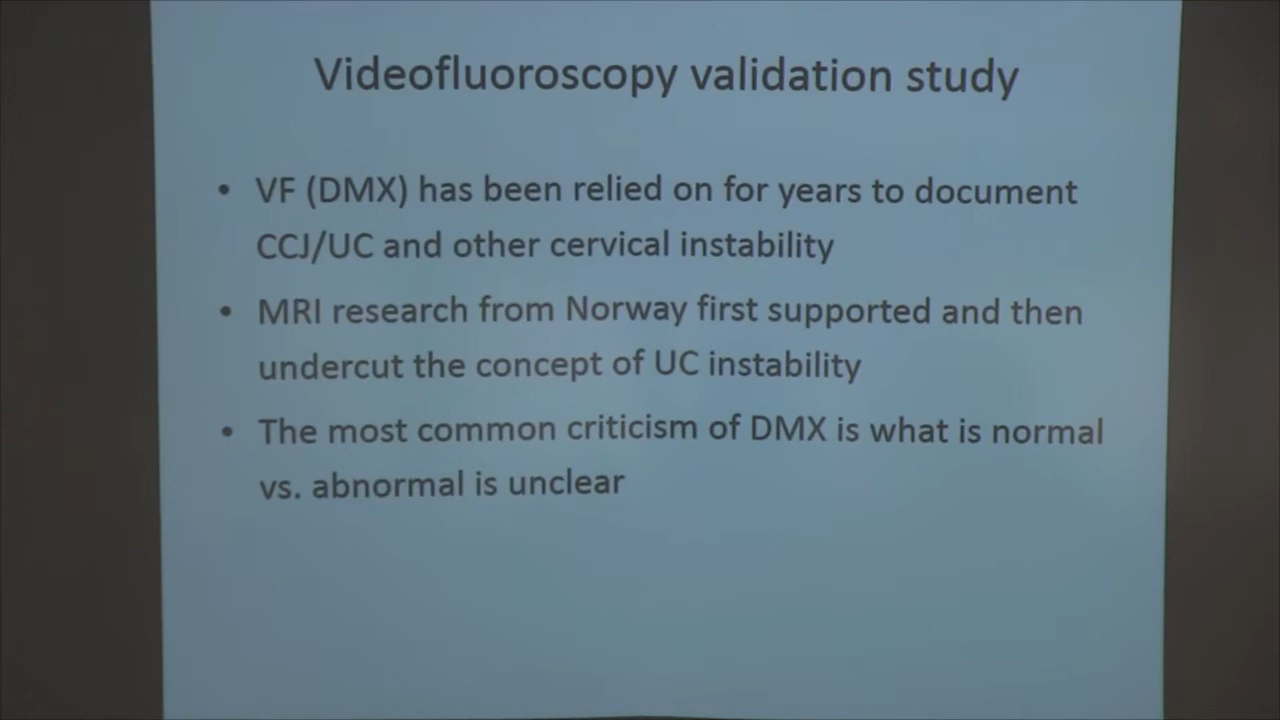 Videofluoroscopy validation study
• VF (DMX) has been relied on for years to document
CCJ/UC and other cervical instability
• MRI research from Norway first supported and then
undercut the concept of UC instability
• The most common criticism of DMX is what is normal
vs. abnormal is unclear